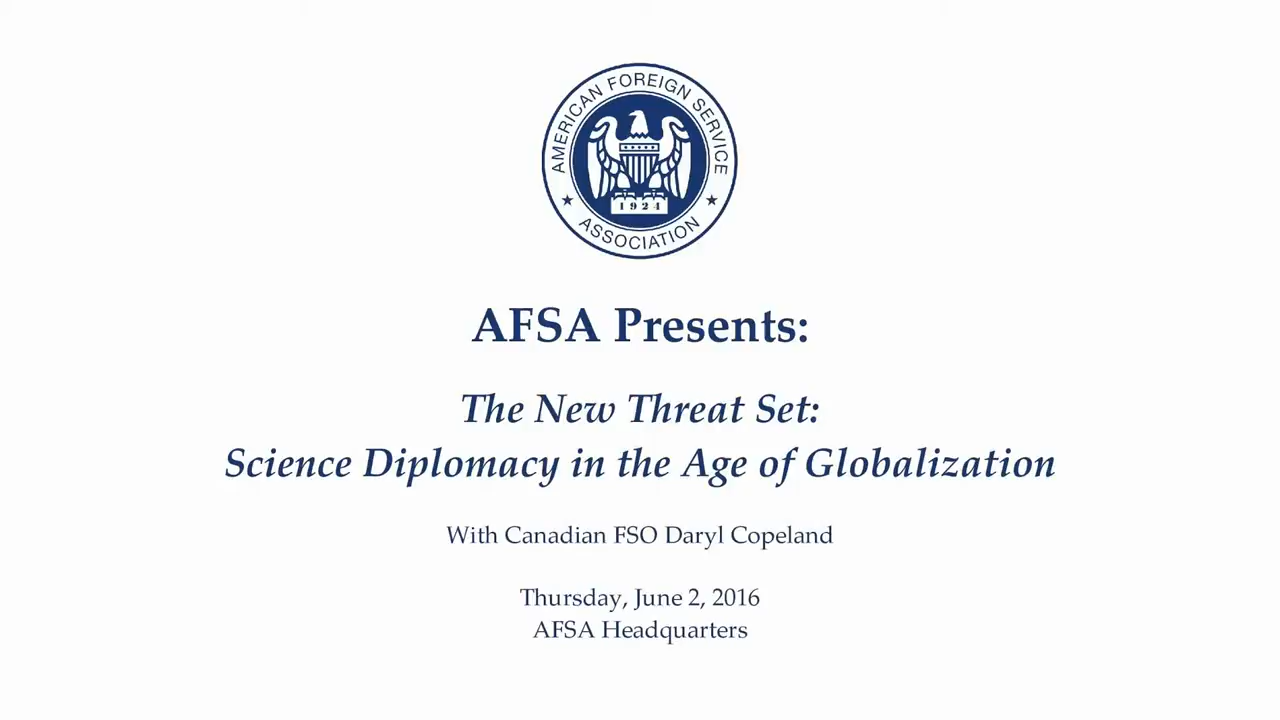 AMERICAN FOREIGN SERVICE
1924
ASSOCIATION
AFSA Presents:
The New Threat Set:
Science Diplomacy in the Age of Globalization
With Canadian FSO Daryl Copeland
Thursday, June 2, 2016
AFSA Headquarters